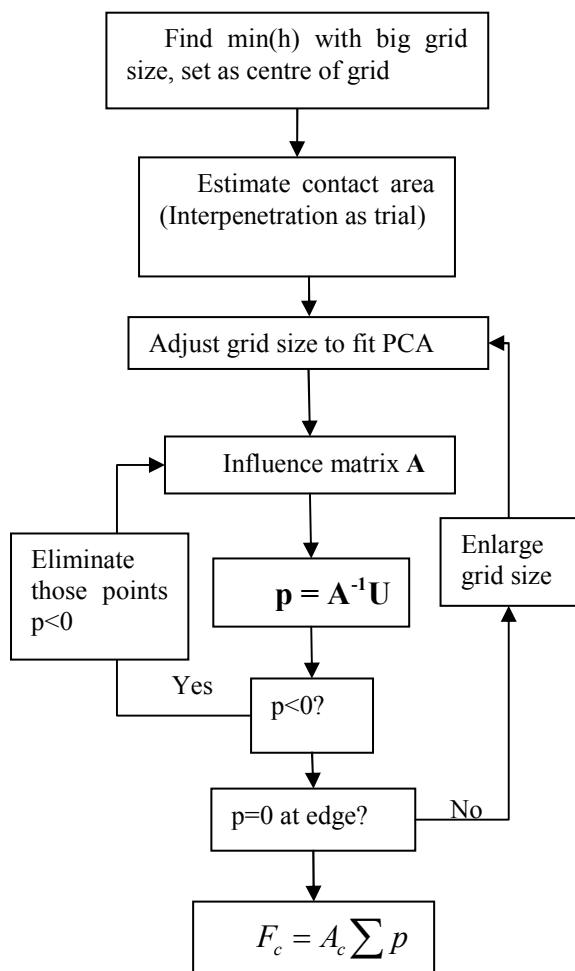 Find min(h) with big grid
size, set as centre of grid
Estimate contact area
(Interpenetration as trial)
Adjust grid size to fit PCA
Influence matrix A
Eliminate
those points
p<0
Enlarge
grid size
p = A⁻¹U
Yes
p<0?
p=0 at edge?
No
F_c = A_c ∑ p